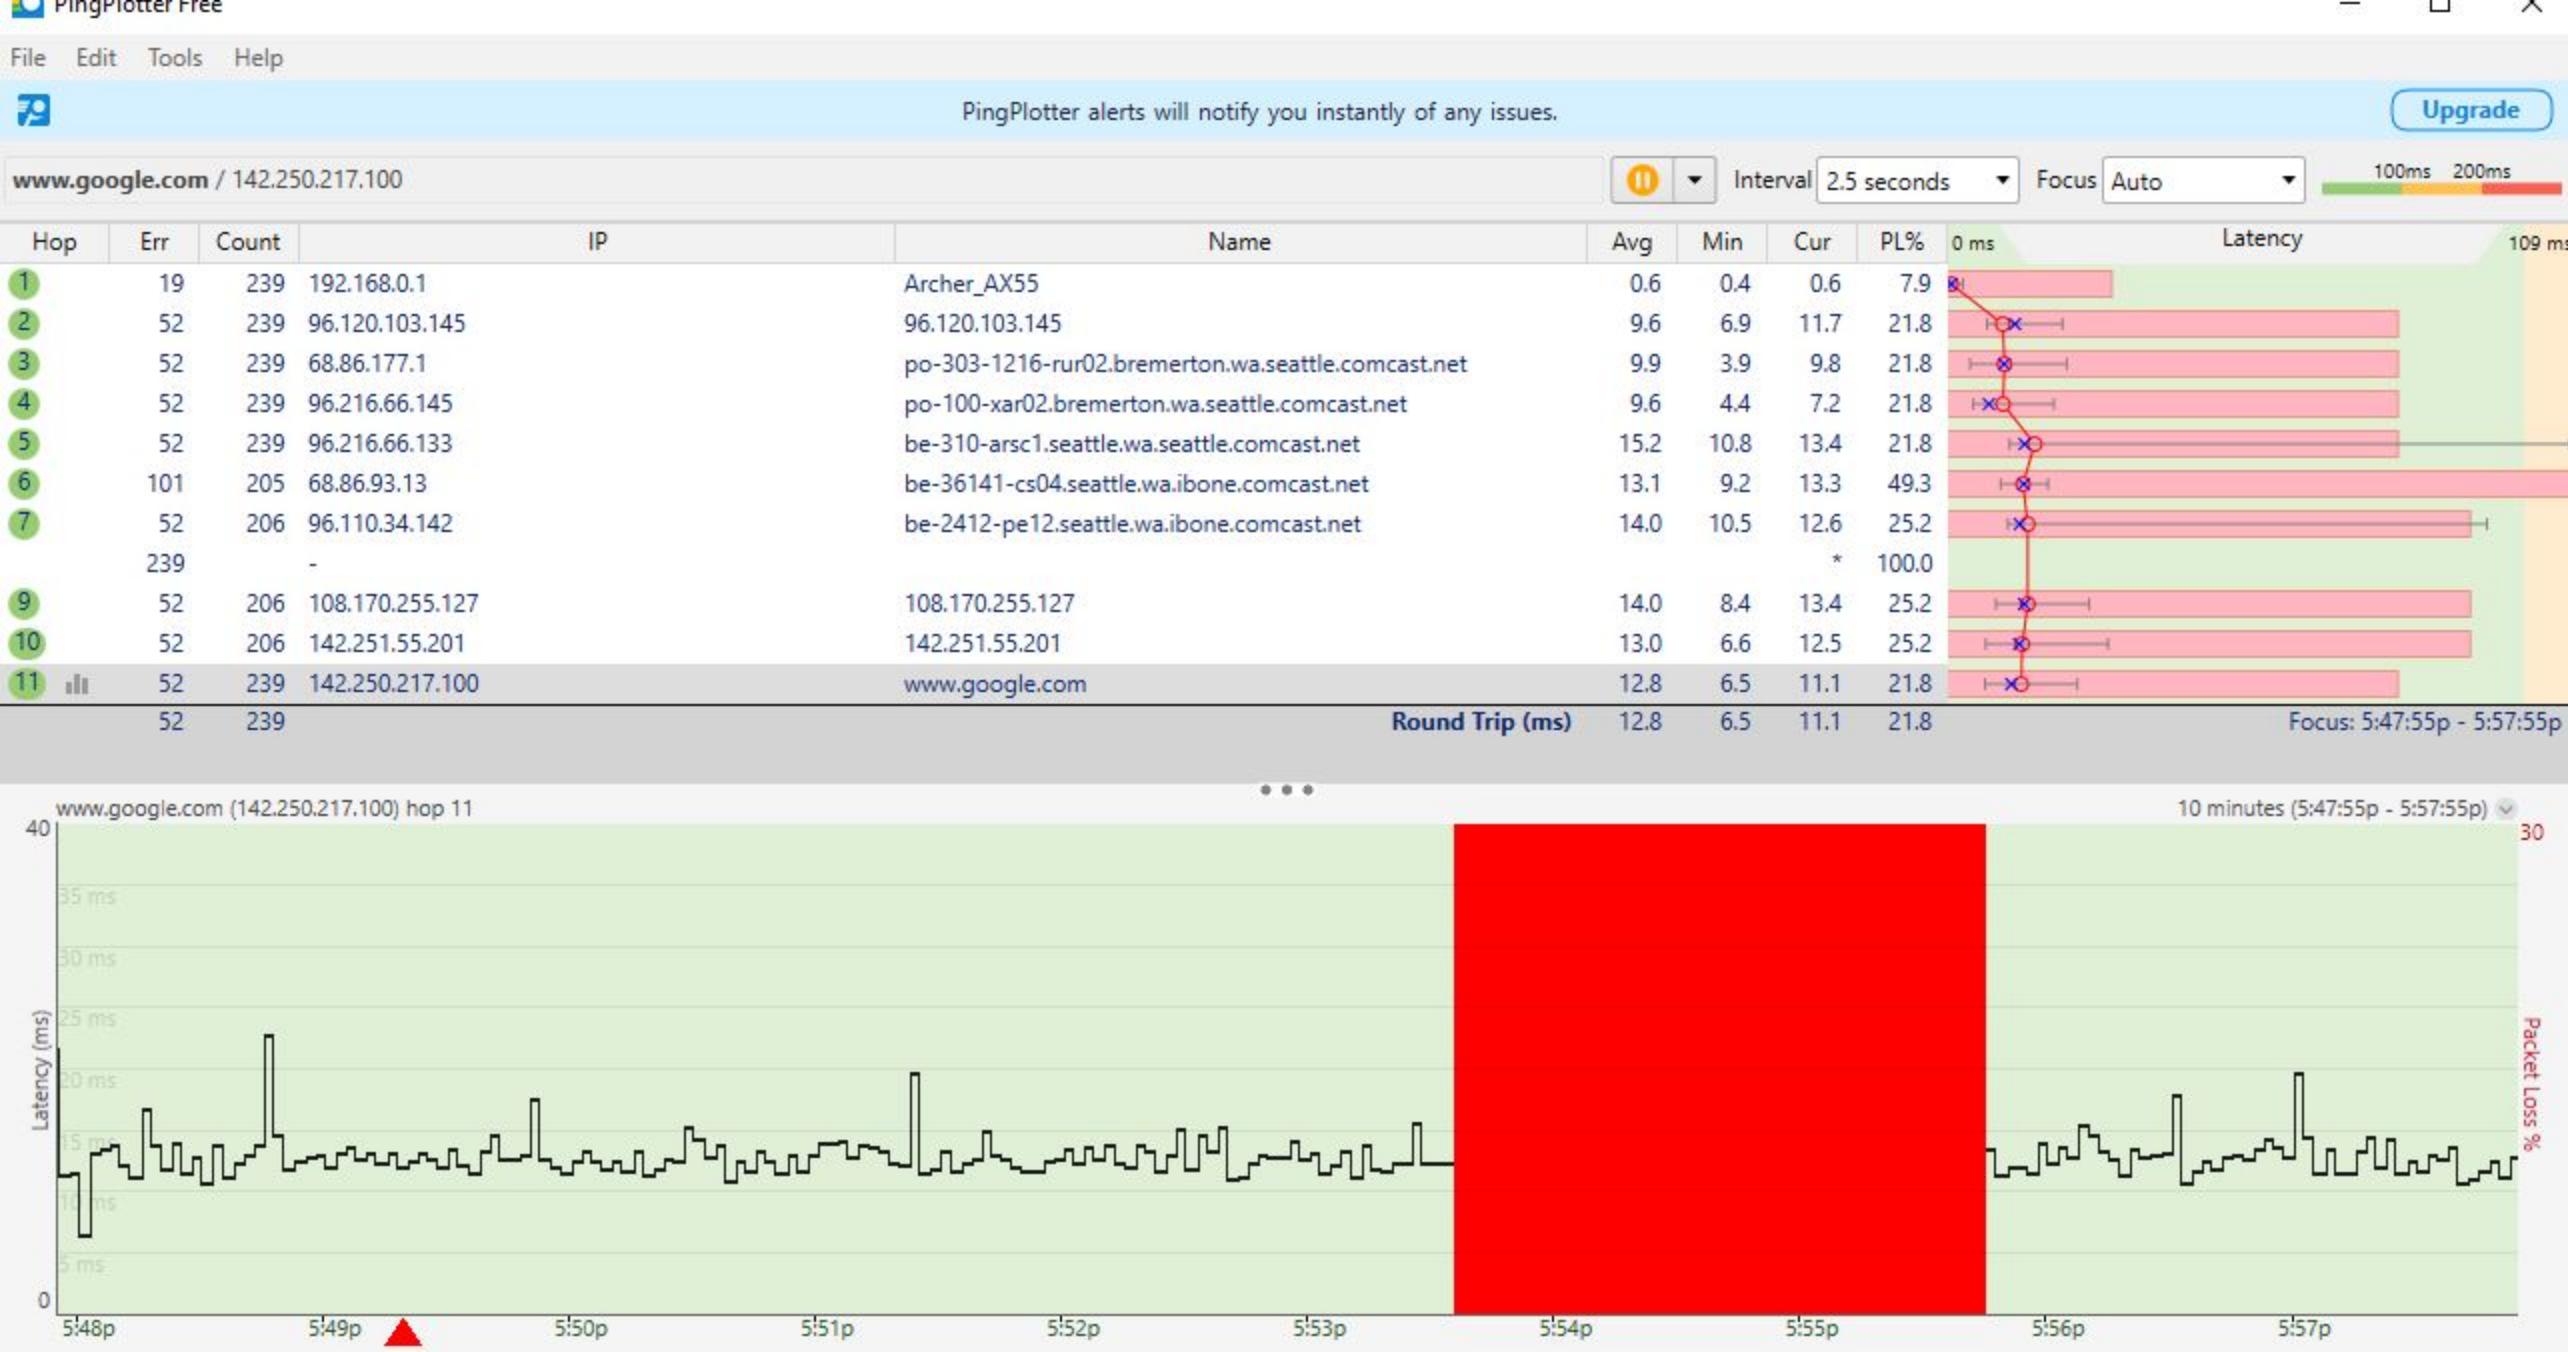 PingPlotter Free
File Edit Tools Help
PingPlotter alerts will notify you instantly of any issues. Upgrade
www.google.com / 142.250.217.100 Interval 2.5 seconds Focus Auto 100ms 200ms
Hop Err Count IP Name Avg Min Cur PL% 0 ms Latency 109 ms
1 19 239 192.168.0.1 Archer_AX55 0.6 0.4 0.6 7.9
2 52 239 96.120.103.145 96.120.103.145 9.6 6.9 11.7 21.8
3 52 239 68.86.177.1 po-303-1216-rur02.bremerton.wa.seattle.comcast.net 9.9 3.9 9.8 21.8
4 52 239 96.216.66.145 po-100-xar02.bremerton.wa.seattle.comcast.net 9.6 4.4 7.2 21.8
5 52 239 96.216.66.133 be-310-arsc1.seattle.wa.seattle.comcast.net 15.2 10.8 13.4 21.8
6 101 205 68.86.93.13 be-36141-cs04.seattle.wa.ibone.comcast.net 13.1 9.2 13.3 49.3
7 52 206 96.110.34.142 be-2412-pe12.seattle.wa.ibone.comcast.net 14.0 10.5 12.6 25.2
239 - * 100.0
9 52 206 108.170.255.127 108.170.255.127 14.0 8.4 13.4 25.2
10 52 206 142.251.55.201 142.251.55.201 13.0 6.6 12.5 25.2
11 52 239 142.250.217.100 www.google.com 12.8 6.5 11.1 21.8
52 239 Round Trip (ms) 12.8 6.5 11.1 21.8 Focus: 5:47:55p - 5:57:55p
www.google.com (142.250.217.100) hop 11 10 minutes (5:47:55p - 5:57:55p)
40 30
35 ms
30 ms
25 ms
20 ms
15 ms
10 ms
5 ms
0
Latency (ms)
Packet Loss %
5:48p 5:49p 5:50p 5:51p 5:52p 5:53p 5:54p 5:55p 5:56p 5:57p